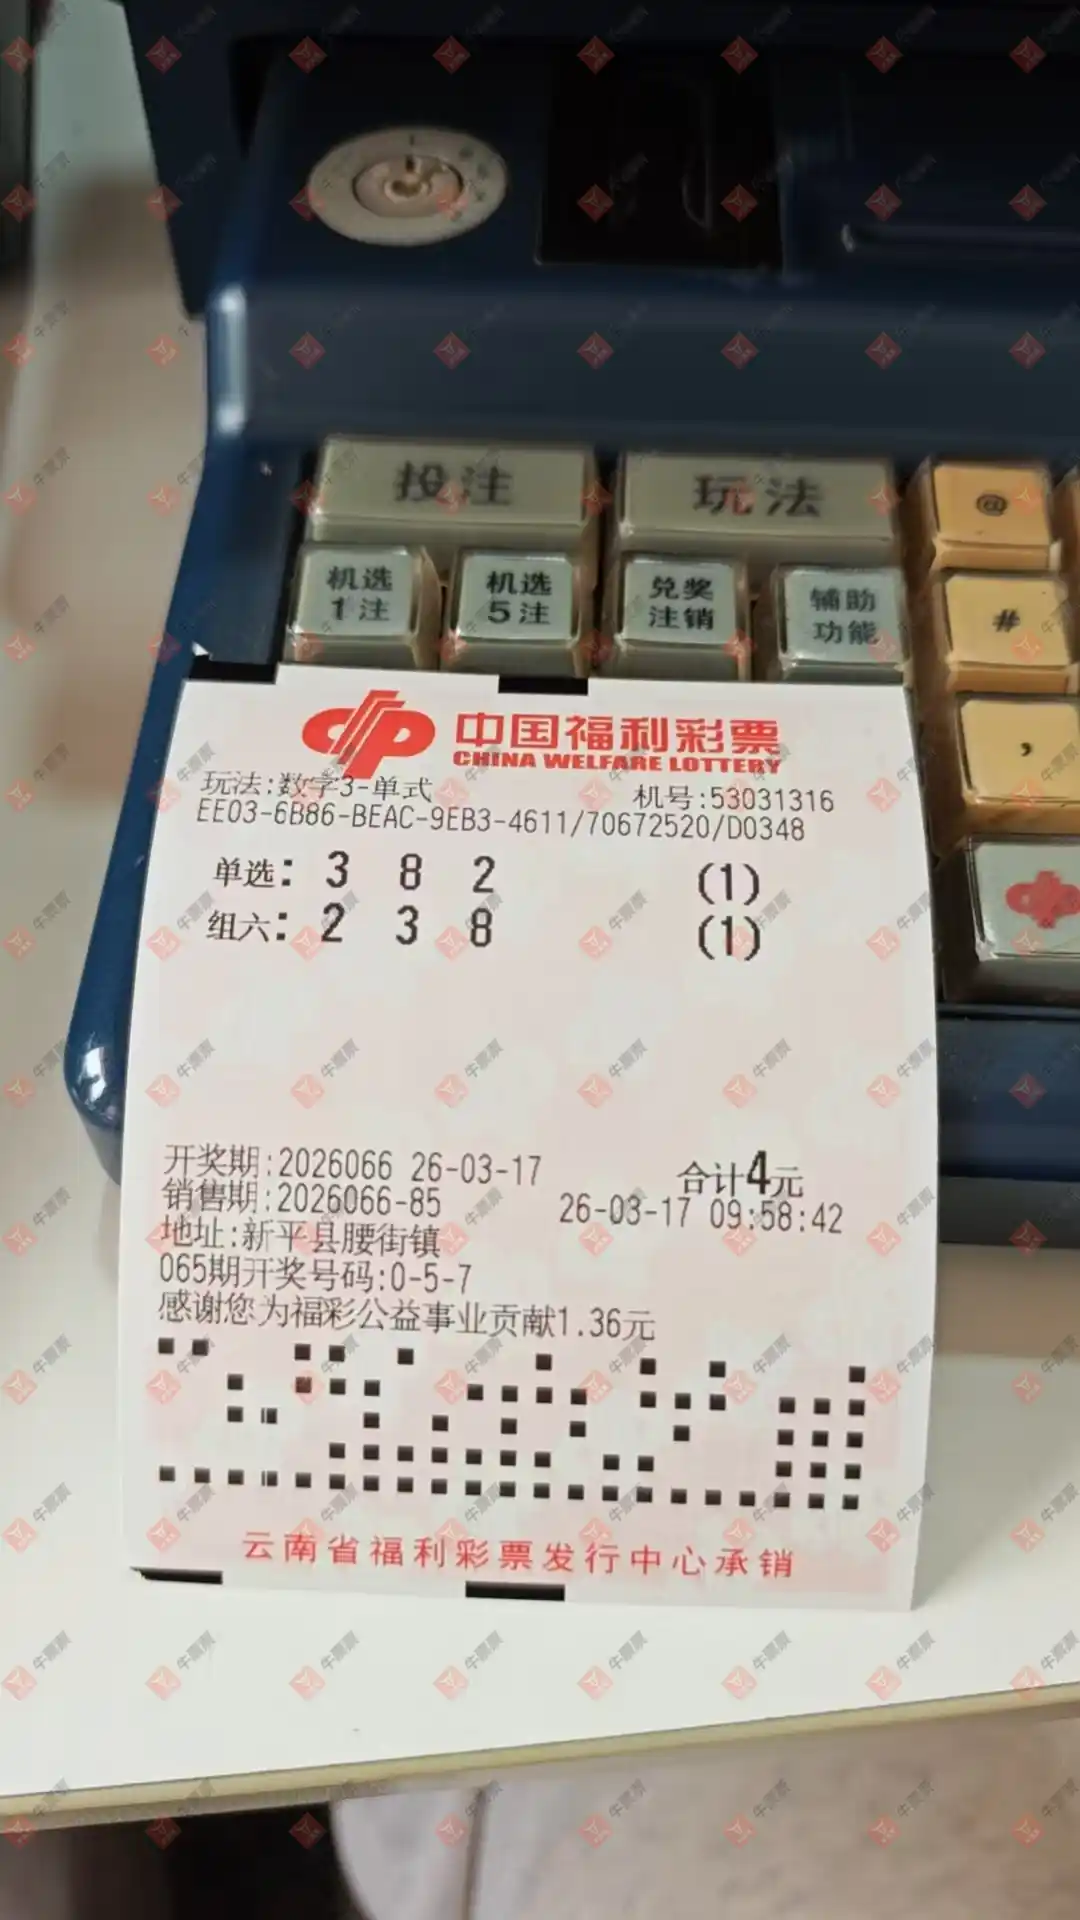 投注 玩法 @
机选 机选 兑奖 辅助 #
1注 5注 注销 功能
,
中国福利彩票
CHINA WELFARE LOTTERY
玩法:数字3-单式 机号:53031316
EE03-6B86-BEAC-9EB3-4611/70672520/D0348
单选: 3 8 2 (1)
组六: 2 3 8 (1)
开奖期:2026066 26-03-17 合计4元
销售期:2026066-85 26-03-17 09:58:42
地址:新平县腰街镇
065期开奖号码:0-5-7
感谢您为福彩公益事业贡献1.36元
云南省福利彩票发行中心承销
牛票票